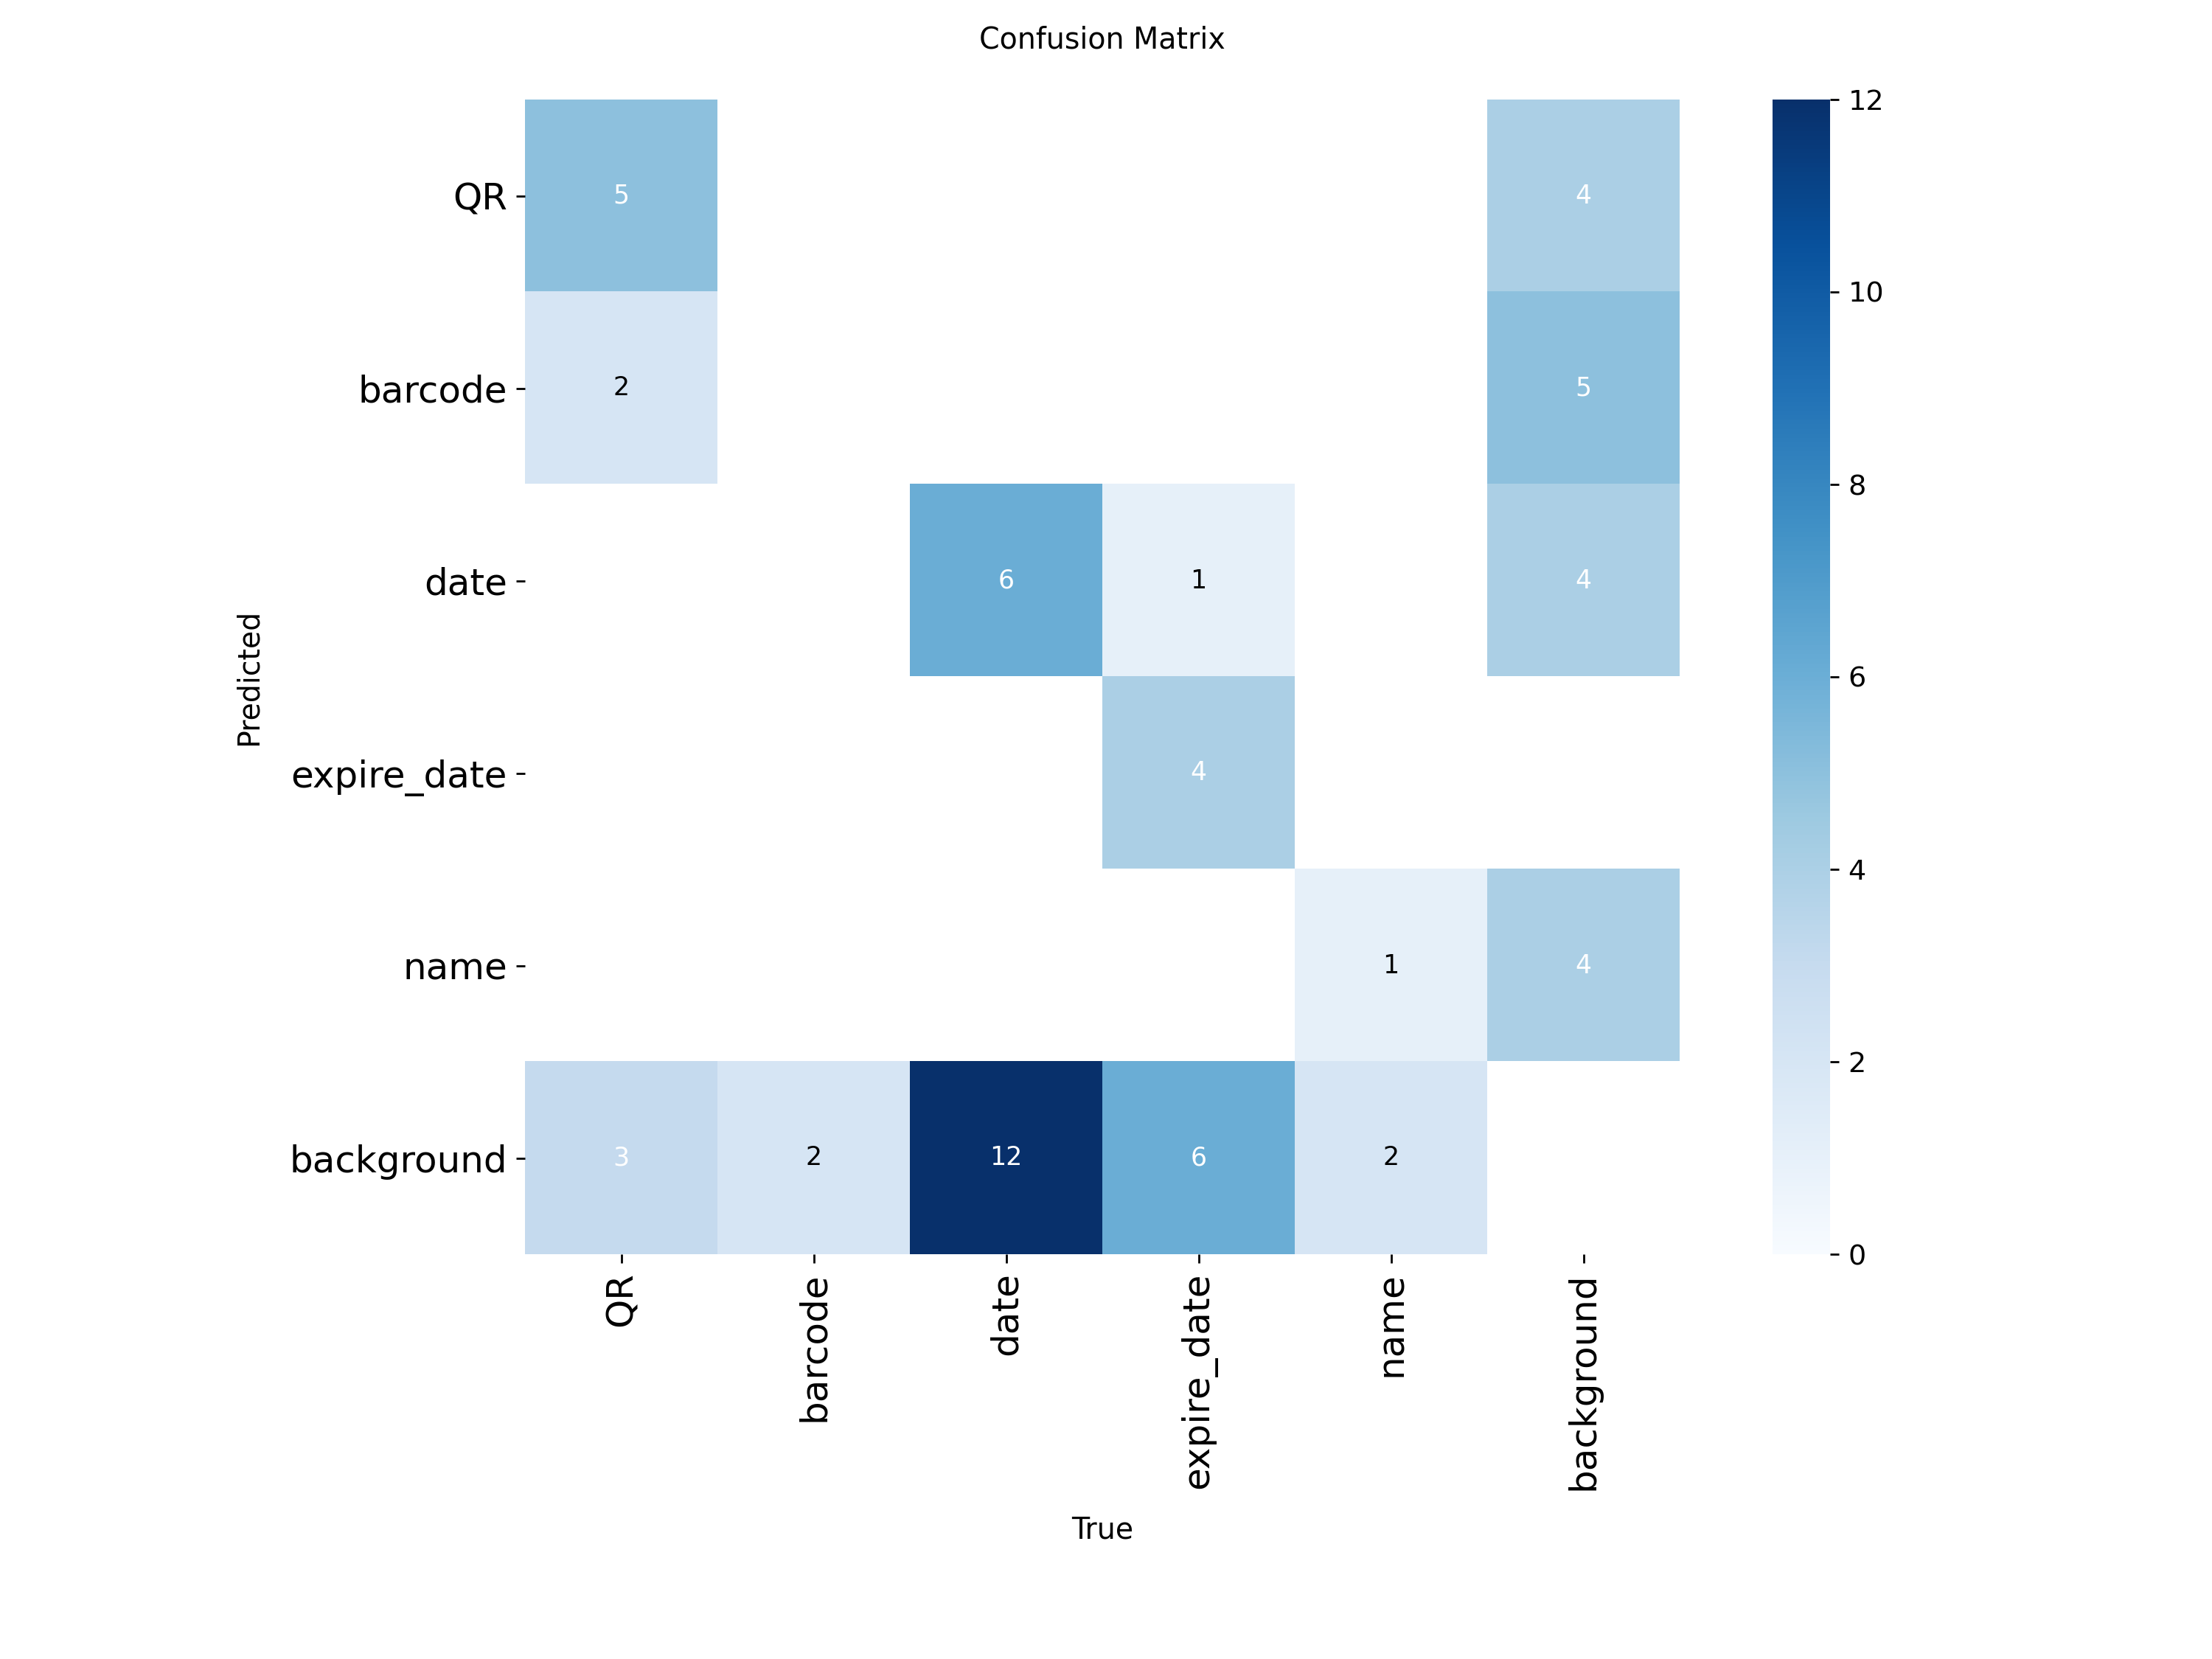 Confusion Matrix
QR
5
4
barcode
2
5
date
6
1
4
expire_date
4
name
1
4
background
3
2
12
6
2
QR
barcode
date
expire_date
name
background
True
Predicted
12
10
8
6
4
2
0